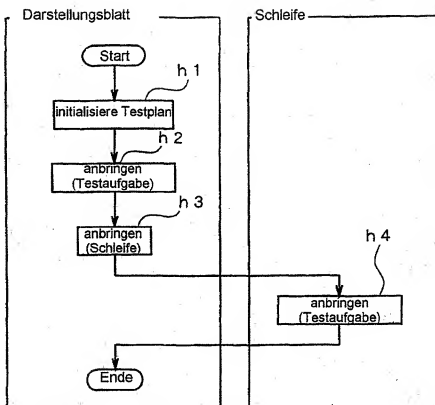 Darstellungsblatt
Schleife
Start
h 1
initialisiere Testplan
h 2
anbringen
(Testaufgabe)
h 3
anbringen
(Schleife)
h 4
anbringen
(Testaufgabe)
Ende